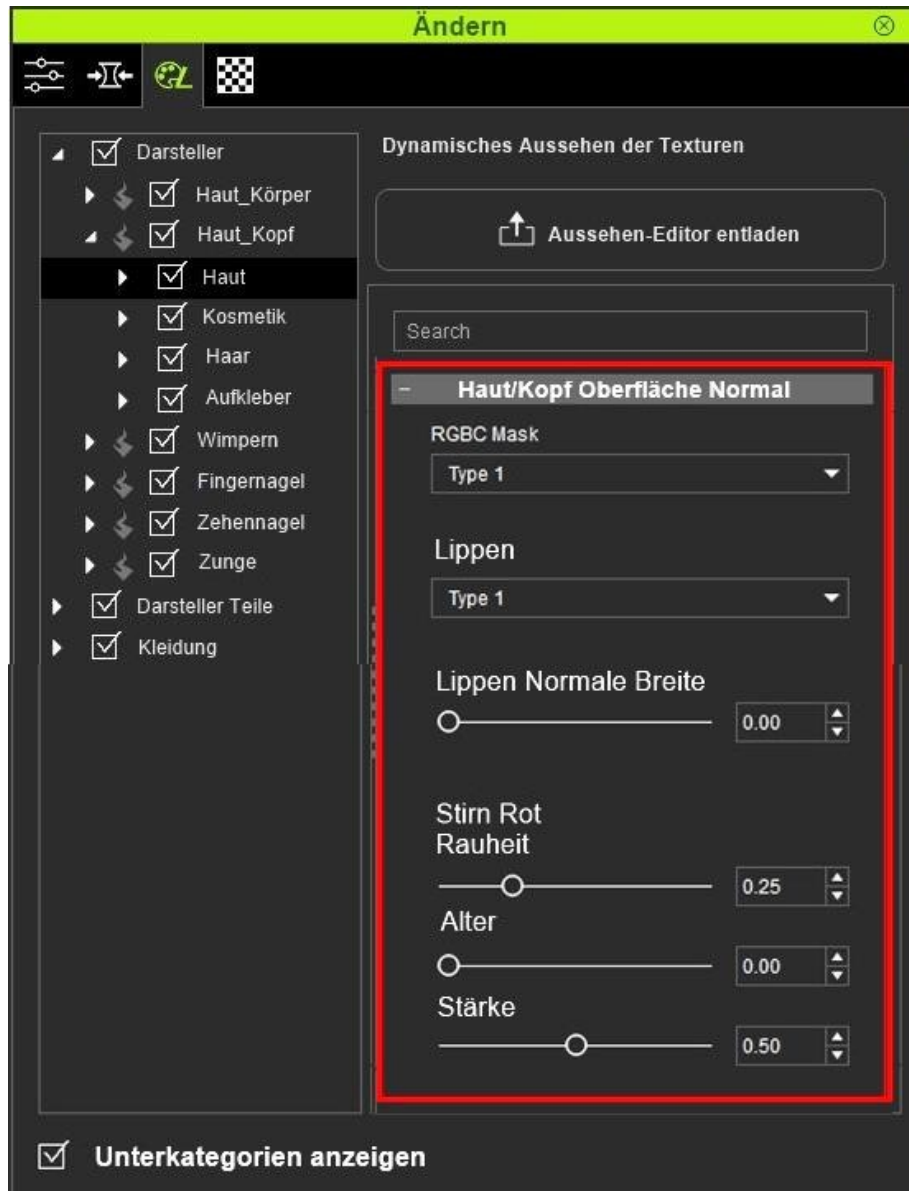 Ändern
Darsteller
Haut_Körper
Haut_Kopf
Haut
Kosmetik
Haar
Aufkleber
Wimpern
Fingernagel
Zehennagel
Zunge
Darsteller Teile
Kleidung
Dynamisches Aussehen der Texturen
Aussehen-Editor entladen
Search
Haut/Kopf Oberfläche Normal
RGBC Mask
Type 1
Lippen
Type 1
Lippen Normale Breite
0.00
Stirn Rot
Rauheit
0.25
Alter
0.00
Stärke
0.50
Unterkategorien anzeigen